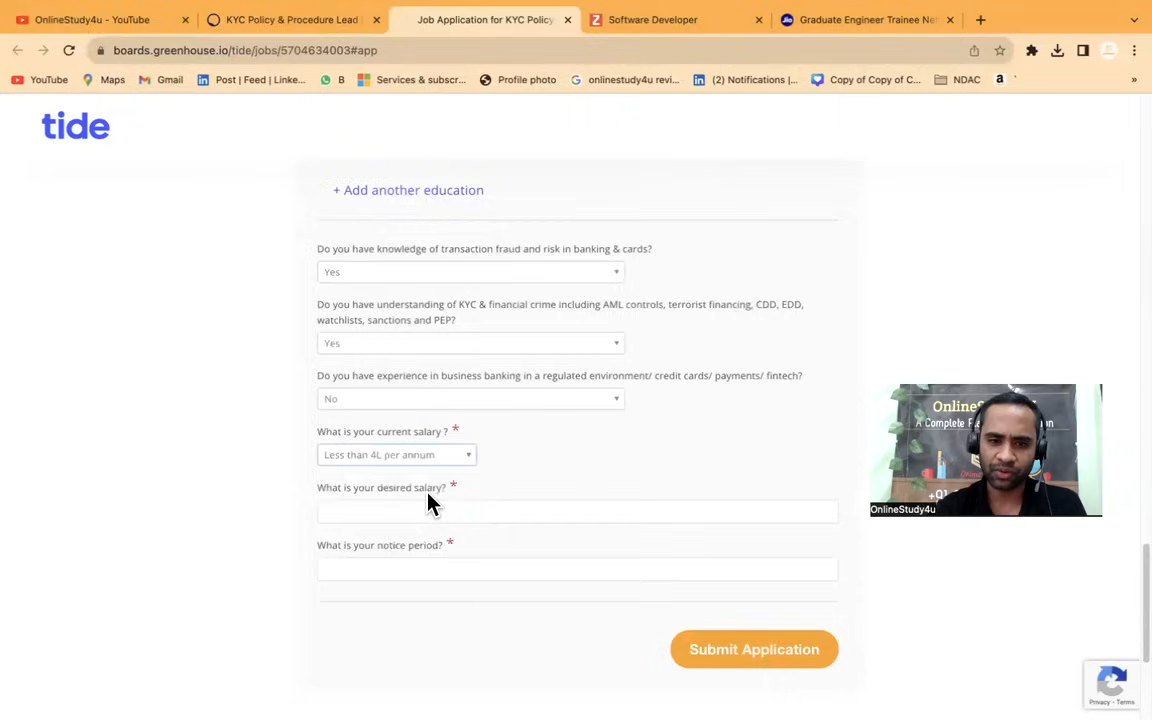 OnlineStudy4u - YouTube
KYC Policy & Procedure Lead
Job Application for KYC Policy
Software Developer
Graduate Engineer Trainee Ne
boards.greenhouse.io/tide/jobs/5704634003#app
YouTube
Maps
Gmail
Post | Feed | Linke...
B
Services & subscr...
Profile photo
onlinestudy4u revi...
(2) Notifications |...
Copy of Copy of C...
NDAC
tide
+ Add another education
Do you have knowledge of transaction fraud and risk in banking & cards?
Yes
Do you have understanding of KYC & financial crime including AML controls, terrorist financing, CDD, EDD,
watchlists, sanctions and PEP?
Yes
Do you have experience in business banking in a regulated environment/ credit cards/ payments/ fintech?
No
What is your current salary ? *
Less than 4L per annum
What is your desired salary? *
What is your notice period? *
Submit Application
OnlineStudy4u
Privacy - Terms